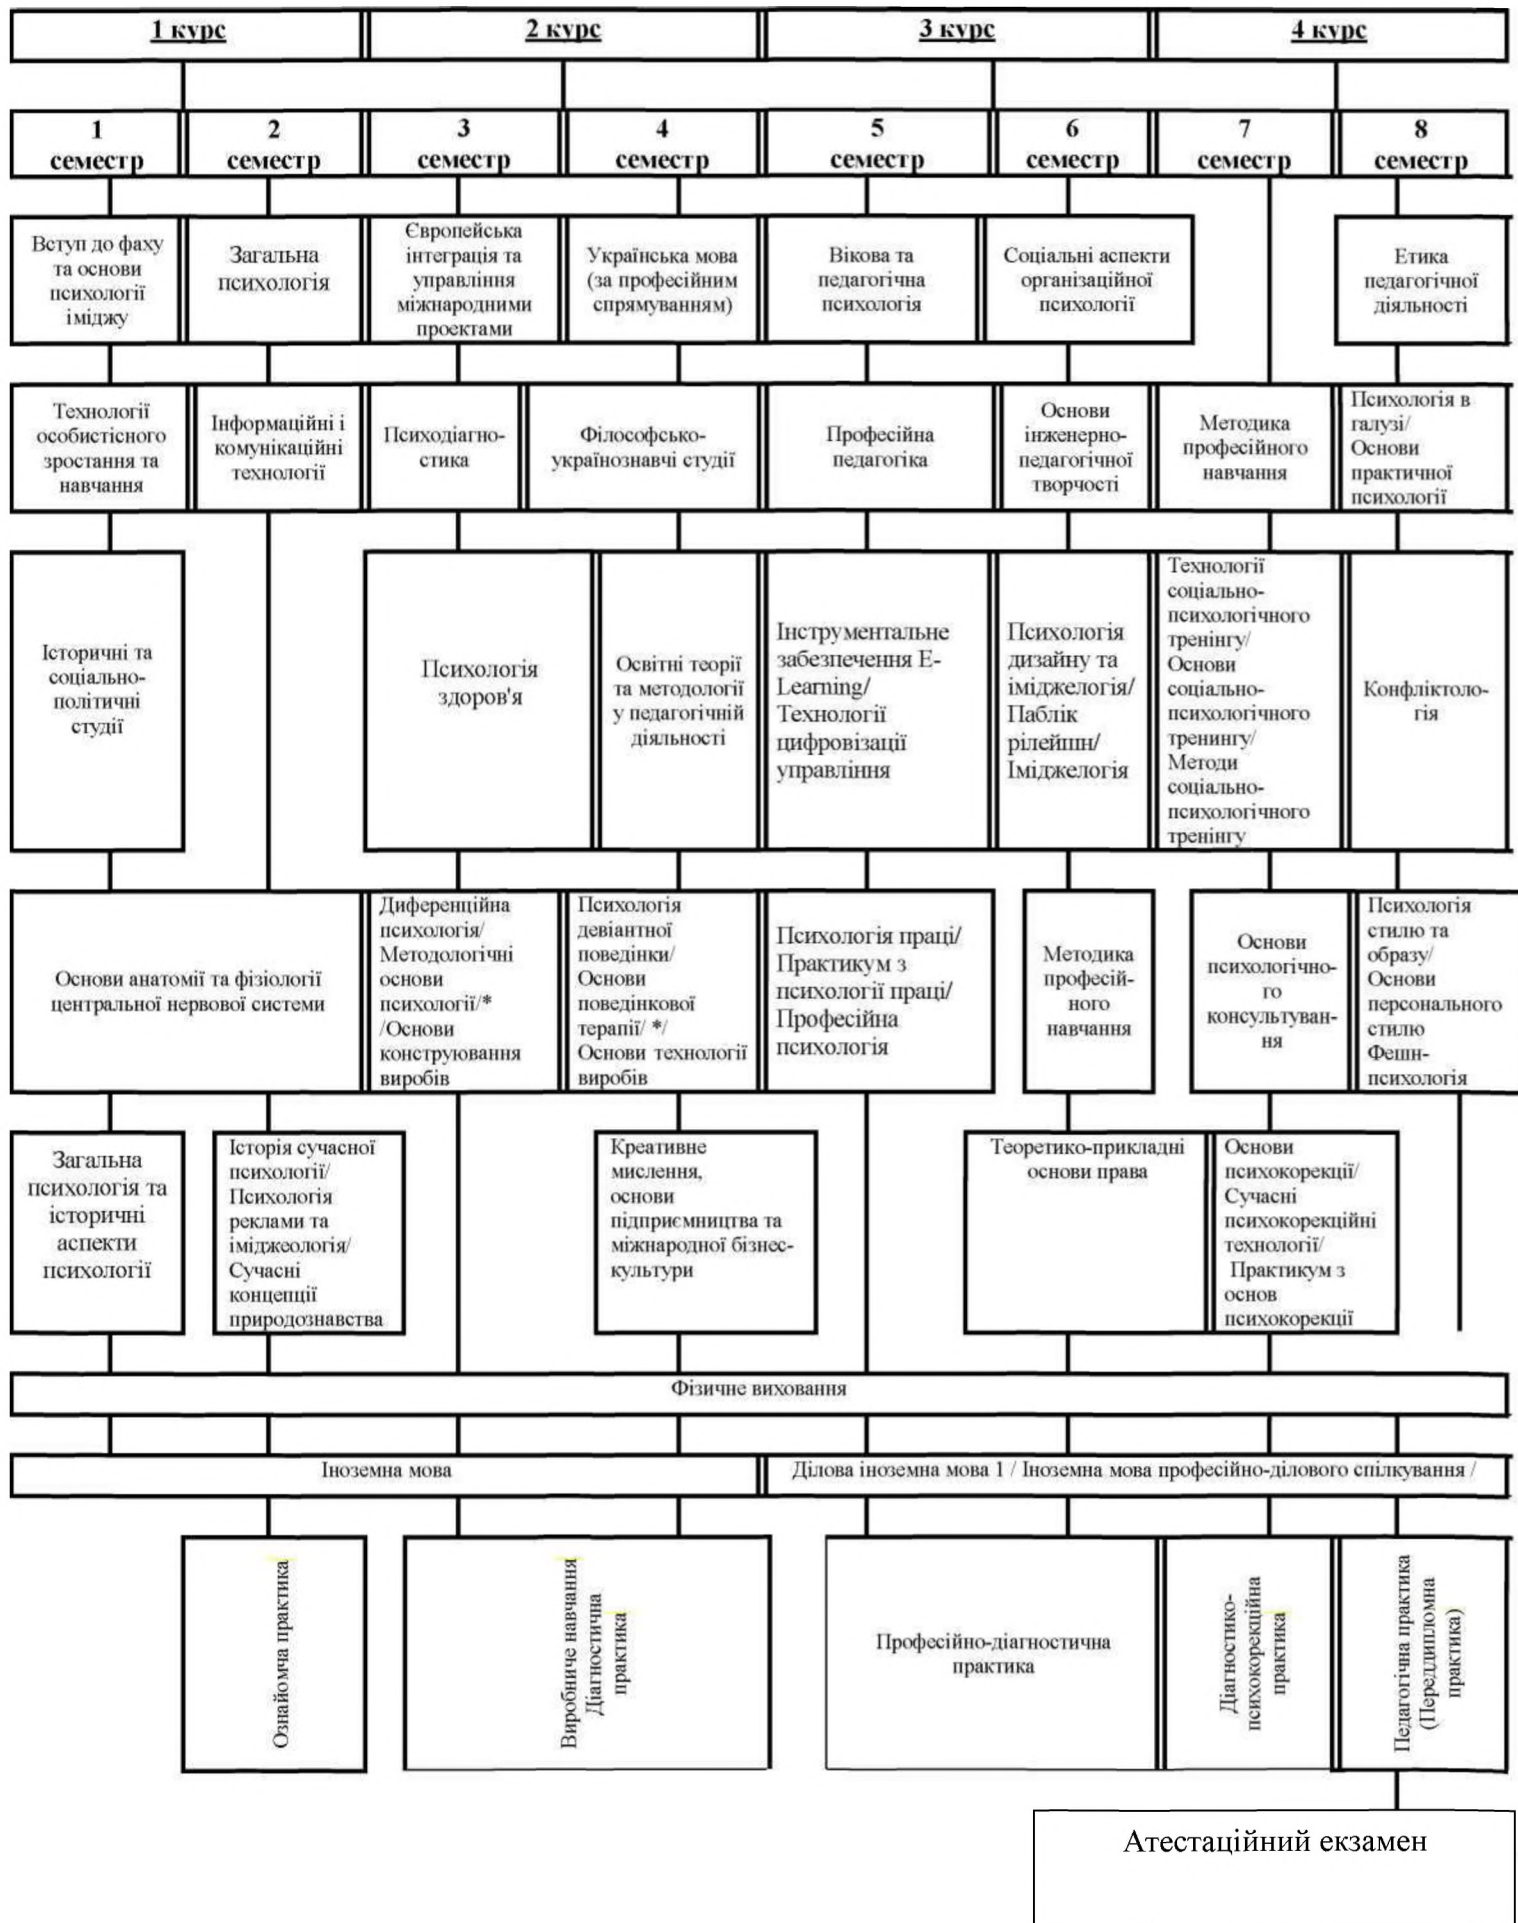 1 курс
2 курс
3 курс
4 курс
1
семестр
2
семестр
3
семестр
4
семестр
5
семестр
6
семестр
7
семестр
8
семестр
Вступ до фаху
та основи
психології
іміджу
Загальна
психологія
Європейська
інтеграція та
управління
міжнародними
проектами
Українська мова
(за професійним
спрямуванням)
Вікова та
педагогічна
психологія
Соціальні аспекти
організаційної
психології
Етика
педагогічної
діяльності
Технології
особистісного
зростання та
навчання
Інформаційні і
комунікаційні
технології
Психодіагно-
стика
Філософсько-
українознавчі студії
Професійна
педагогіка
Основи
інженерно-
педагогічної
творчості
Методика
професійного
навчання
Психологія в
галузі/
Основи
практичної
психології
Історичні та
соціально-
політичні
студії
Психологія
здоров'я
Освітні теорії
та методології
у педагогічній
діяльності
Інструментальне
забезпечення E-
Learning/
Технології
цифровізації
управління
Психологія
дизайну та
іміджелогія/
Паблік
рілейшн/
Іміджелогія
Технології
соціально-
психологічного
тренінгу/
Основи
соціально-
психологічного
тренингу/
Методи
соціально-
психологічного
тренінгу
Конфліктоло-
гія
Основи анатомії та фізіології
центральної нервової системи
Диференційна
психологія/
Методологічні
основи
психології/*
/Основи
конструювання
виробів
Психологія
девіантної
поведінки/
Основи
поведінкової
терапії/ */
Основи технології
виробів
Психологія праці/
Практикум з
психології праці/
Професійна
психологія
Методика
професій-
ного
навчання
Основи
психологічно-
го
консультуван-
ня
Психологія
стилю та
образу/
Основи
персонального
стилю
Фешн-
психологія
Загальна
психологія та
історичні
аспекти
психології
Історія сучасної
психології/
Психологія
реклами та
іміджеологія/
Сучасні
концепції
природознавства
Креативне
мислення,
основи
підприємництва та
міжнародної бізнес-
культури
Теоретико-прикладні
основи права
Основи
психокорекції/
Сучасні
психокорекційні
технології/
Практикум з
основ
психокорекції
Фізичне виховання
Іноземна мова
Ділова іноземна мова 1 / Іноземна мова професійно-ділового спілкування /
Ознайомча практика
Виробниче навчання
Діагностична
практика
Професійно-діагностична
практика
Діагностико-
психокорекційна
практика
Педагогічна практика
(Переддипломна
практика)
Атестаційний екзамен